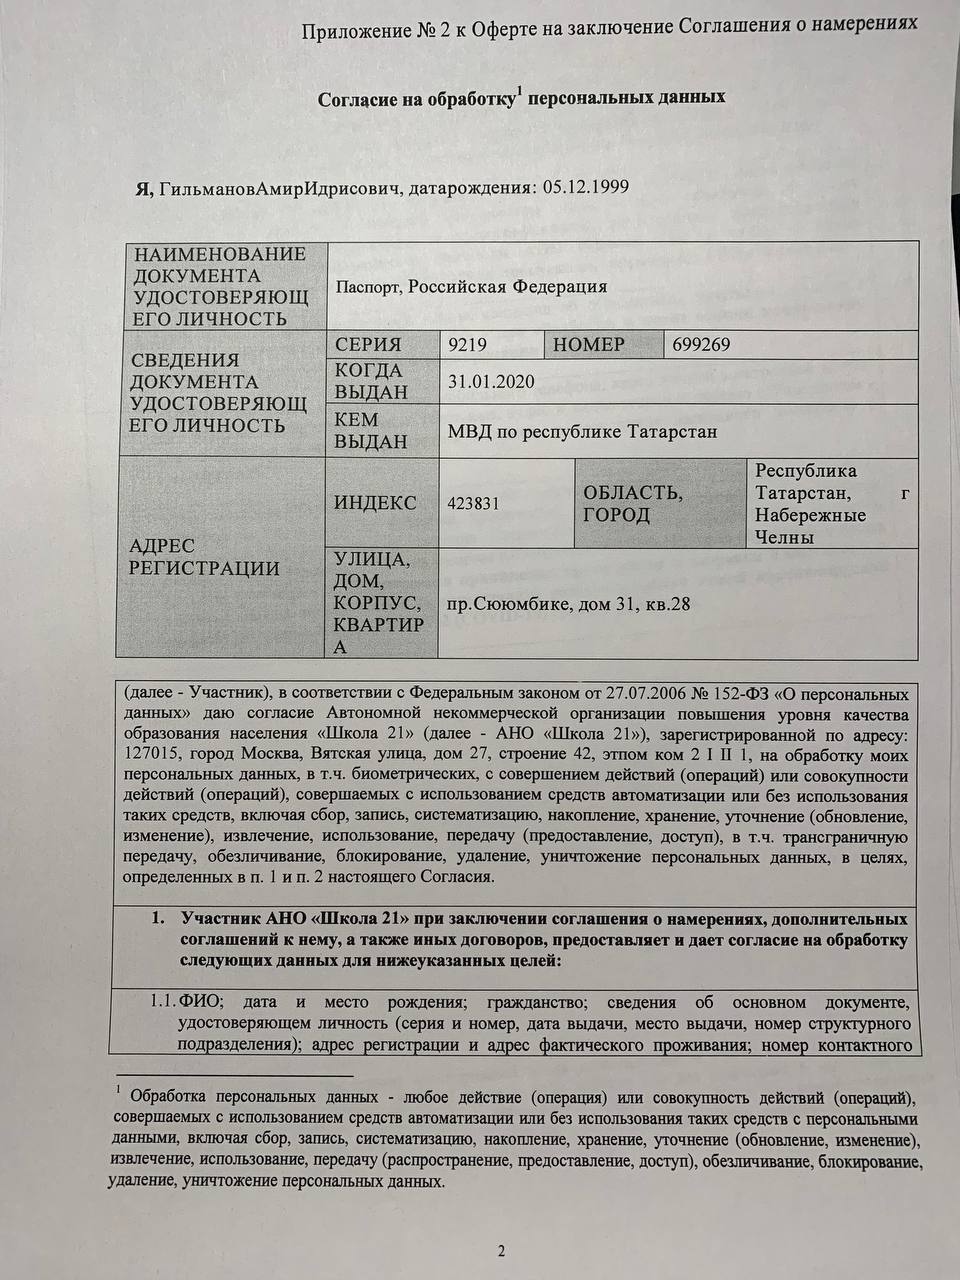 Приложение № 2 к Оферте на заключение Соглашения о намерениях
Согласие на обработку¹ персональных данных
Я, ГильмановАмирИдрисович, датарождения: 05.12.1999
НАИМЕНОВАНИЕ
ДОКУМЕНТА
УДОСТОВЕРЯЮЩ
ЕГО ЛИЧНОСТЬ
Паспорт, Российская Федерация
СВЕДЕНИЯ
ДОКУМЕНТА
УДОСТОВЕРЯЮЩ
ЕГО ЛИЧНОСТЬ
СЕРИЯ
9219
НОМЕР
699269
КОГДА
ВЫДАН
31.01.2020
КЕМ
ВЫДАН
МВД по республике Татарстан
АДРЕС
РЕГИСТРАЦИИ
ИНДЕКС
423831
ОБЛАСТЬ,
ГОРОД
Республика
Татарстан, г
Набережные
Челны
УЛИЦА,
ДОМ,
КОРПУС,
КВАРТИР
А
пр.Сююмбике, дом 31, кв.28
(далее - Участник), в соответствии с Федеральным законом от 27.07.2006 № 152-ФЗ «О персональных
данных» даю согласие Автономной некоммерческой организации повышения уровня качества
образования населения «Школа 21» (далее - АНО «Школа 21»), зарегистрированной по адресу:
127015, город Москва, Вятская улица, дом 27, строение 42, этпом ком 2 I II 1, на обработку моих
персональных данных, в т.ч. биометрических, с совершением действий (операций) или совокупности
действий (операций), совершаемых с использованием средств автоматизации или без использования
таких средств, включая сбор, запись, систематизацию, накопление, хранение, уточнение (обновление,
изменение), извлечение, использование, передачу (предоставление, доступ), в т.ч. трансграничную
передачу, обезличивание, блокирование, удаление, уничтожение персональных данных, в целях,
определенных в п. 1 и п. 2 настоящего Согласия.
1. Участник АНО «Школа 21» при заключении соглашения о намерениях, дополнительных
соглашений к нему, а также иных договоров, предоставляет и дает согласие на обработку
следующих данных для нижеуказанных целей:
1.1. ФИО; дата и место рождения; гражданство; сведения об основном документе,
удостоверяющем личность (серия и номер, дата выдачи, место выдачи, номер структурного
подразделения); адрес регистрации и адрес фактического проживания; номер контактного
¹ Обработка персональных данных - любое действие (операция) или совокупность действий (операций),
совершаемых с использованием средств автоматизации или без использования таких средств с персональными
данными, включая сбор, запись, систематизацию, накопление, хранение, уточнение (обновление, изменение),
извлечение, использование, передачу (распространение, предоставление, доступ), обезличивание, блокирование,
удаление, уничтожение персональных данных.
2